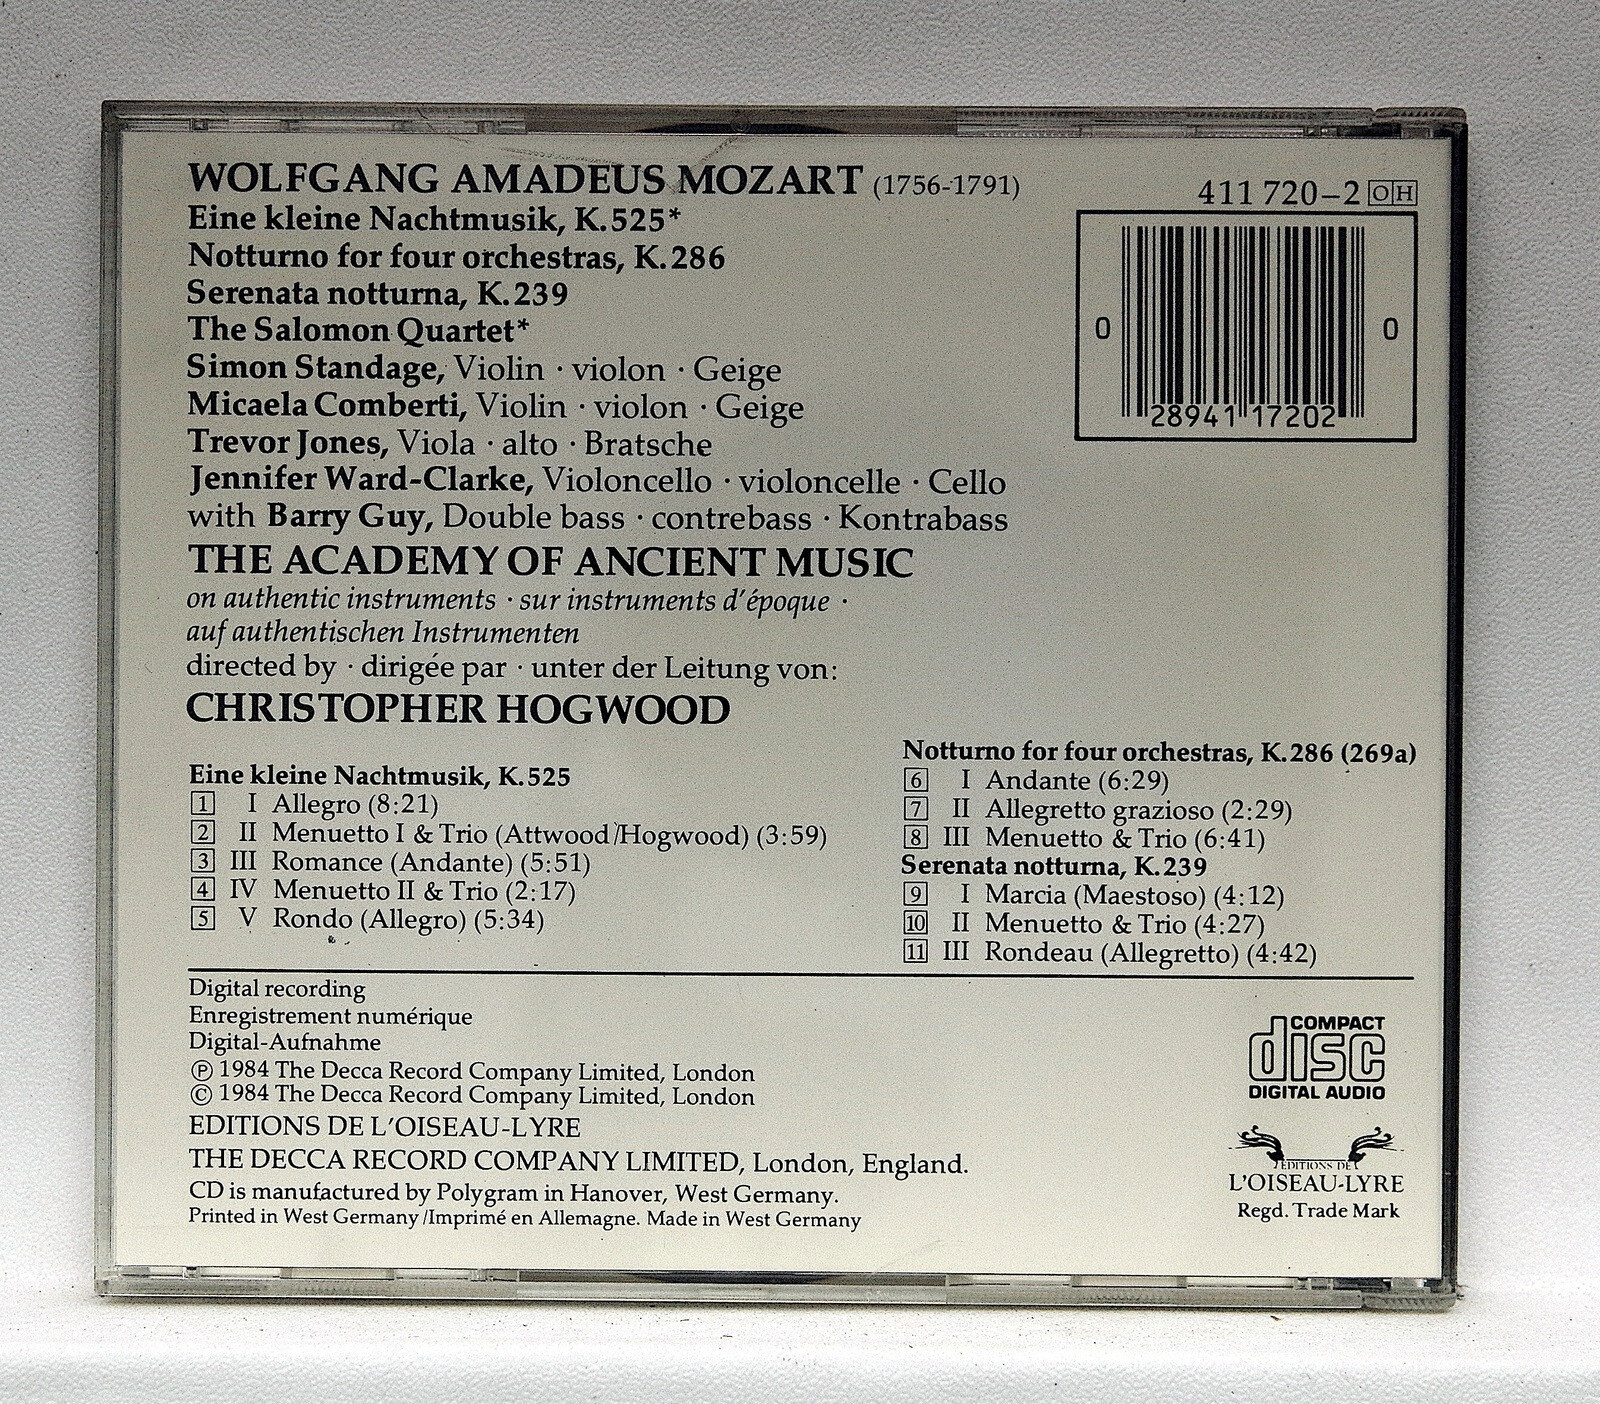 WOLFGANG AMADEUS MOZART (1756-1791)
411 720-2 OH
Eine kleine Nachtmusik, K.525*
Notturno for four orchestras, K.286
Serenata notturna, K.239
The Salomon Quartet*
Simon Standage, Violin · violon · Geige
Micaela Comberti, Violin · violon · Geige
Trevor Jones, Viola · alto · Bratsche
Jennifer Ward-Clarke, Violoncello · violoncelle · Cello
with Barry Guy, Double bass · contrebass · Kontrabass
0 28941 17202 0
THE ACADEMY OF ANCIENT MUSIC
on authentic instruments · sur instruments d'époque ·
auf authentischen Instrumenten
directed by · dirigée par · unter der Leitung von:
CHRISTOPHER HOGWOOD
Eine kleine Nachtmusik, K.525
1 I Allegro (8:21)
2 II Menuetto I & Trio (Attwood/Hogwood) (3:59)
3 III Romance (Andante) (5:51)
4 IV Menuetto II & Trio (2:17)
5 V Rondo (Allegro) (5:34)
Notturno for four orchestras, K.286 (269a)
6 I Andante (6:29)
7 II Allegretto grazioso (2:29)
8 III Menuetto & Trio (6:41)
Serenata notturna, K.239
9 I Marcia (Maestoso) (4:12)
10 II Menuetto & Trio (4:27)
11 III Rondeau (Allegretto) (4:42)
Digital recording
Enregistrement numérique
Digital-Aufnahme
℗ 1984 The Decca Record Company Limited, London
© 1984 The Decca Record Company Limited, London
EDITIONS DE L'OISEAU-LYRE
THE DECCA RECORD COMPANY LIMITED, London, England.
CD is manufactured by Polygram in Hanover, West Germany.
Printed in West Germany/Imprimé en Allemagne. Made in West Germany
COMPACT
disc
DIGITAL AUDIO
EDITIONS DE
L'OISEAU-LYRE
Regd. Trade Mark